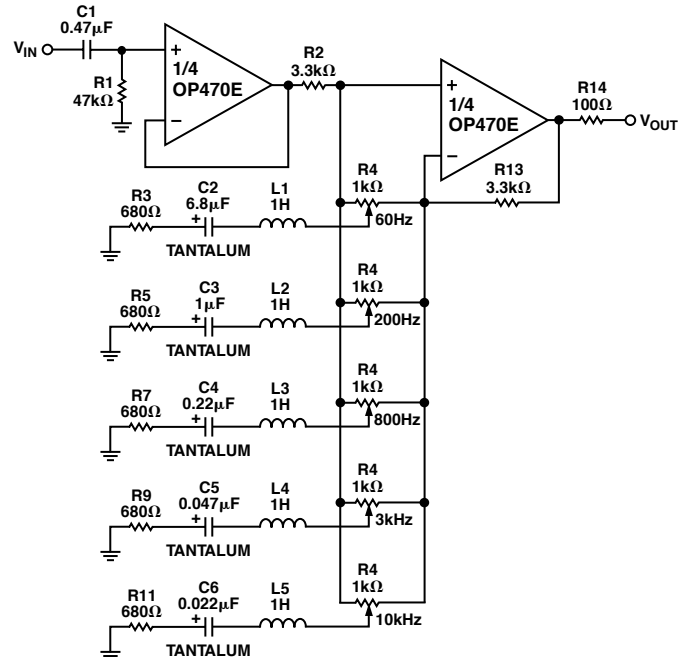 C1
0.47µF
VIN
R1
47kΩ
+
1/4
OP470E
–
R2
3.3kΩ
+
1/4
OP470E
–
R14
100Ω
VOUT
R13
3.3kΩ
R3
680Ω
C2
6.8µF
+
TANTALUM
L1
1H
R4
1kΩ
60Hz
R5
680Ω
C3
1µF
+
TANTALUM
L2
1H
R4
1kΩ
200Hz
R7
680Ω
C4
0.22µF
+
TANTALUM
L3
1H
R4
1kΩ
800Hz
R9
680Ω
C5
0.047µF
+
TANTALUM
L4
1H
R4
1kΩ
3kHz
R11
680Ω
C6
0.022µF
+
TANTALUM
L5
1H
R4
1kΩ
10kHz